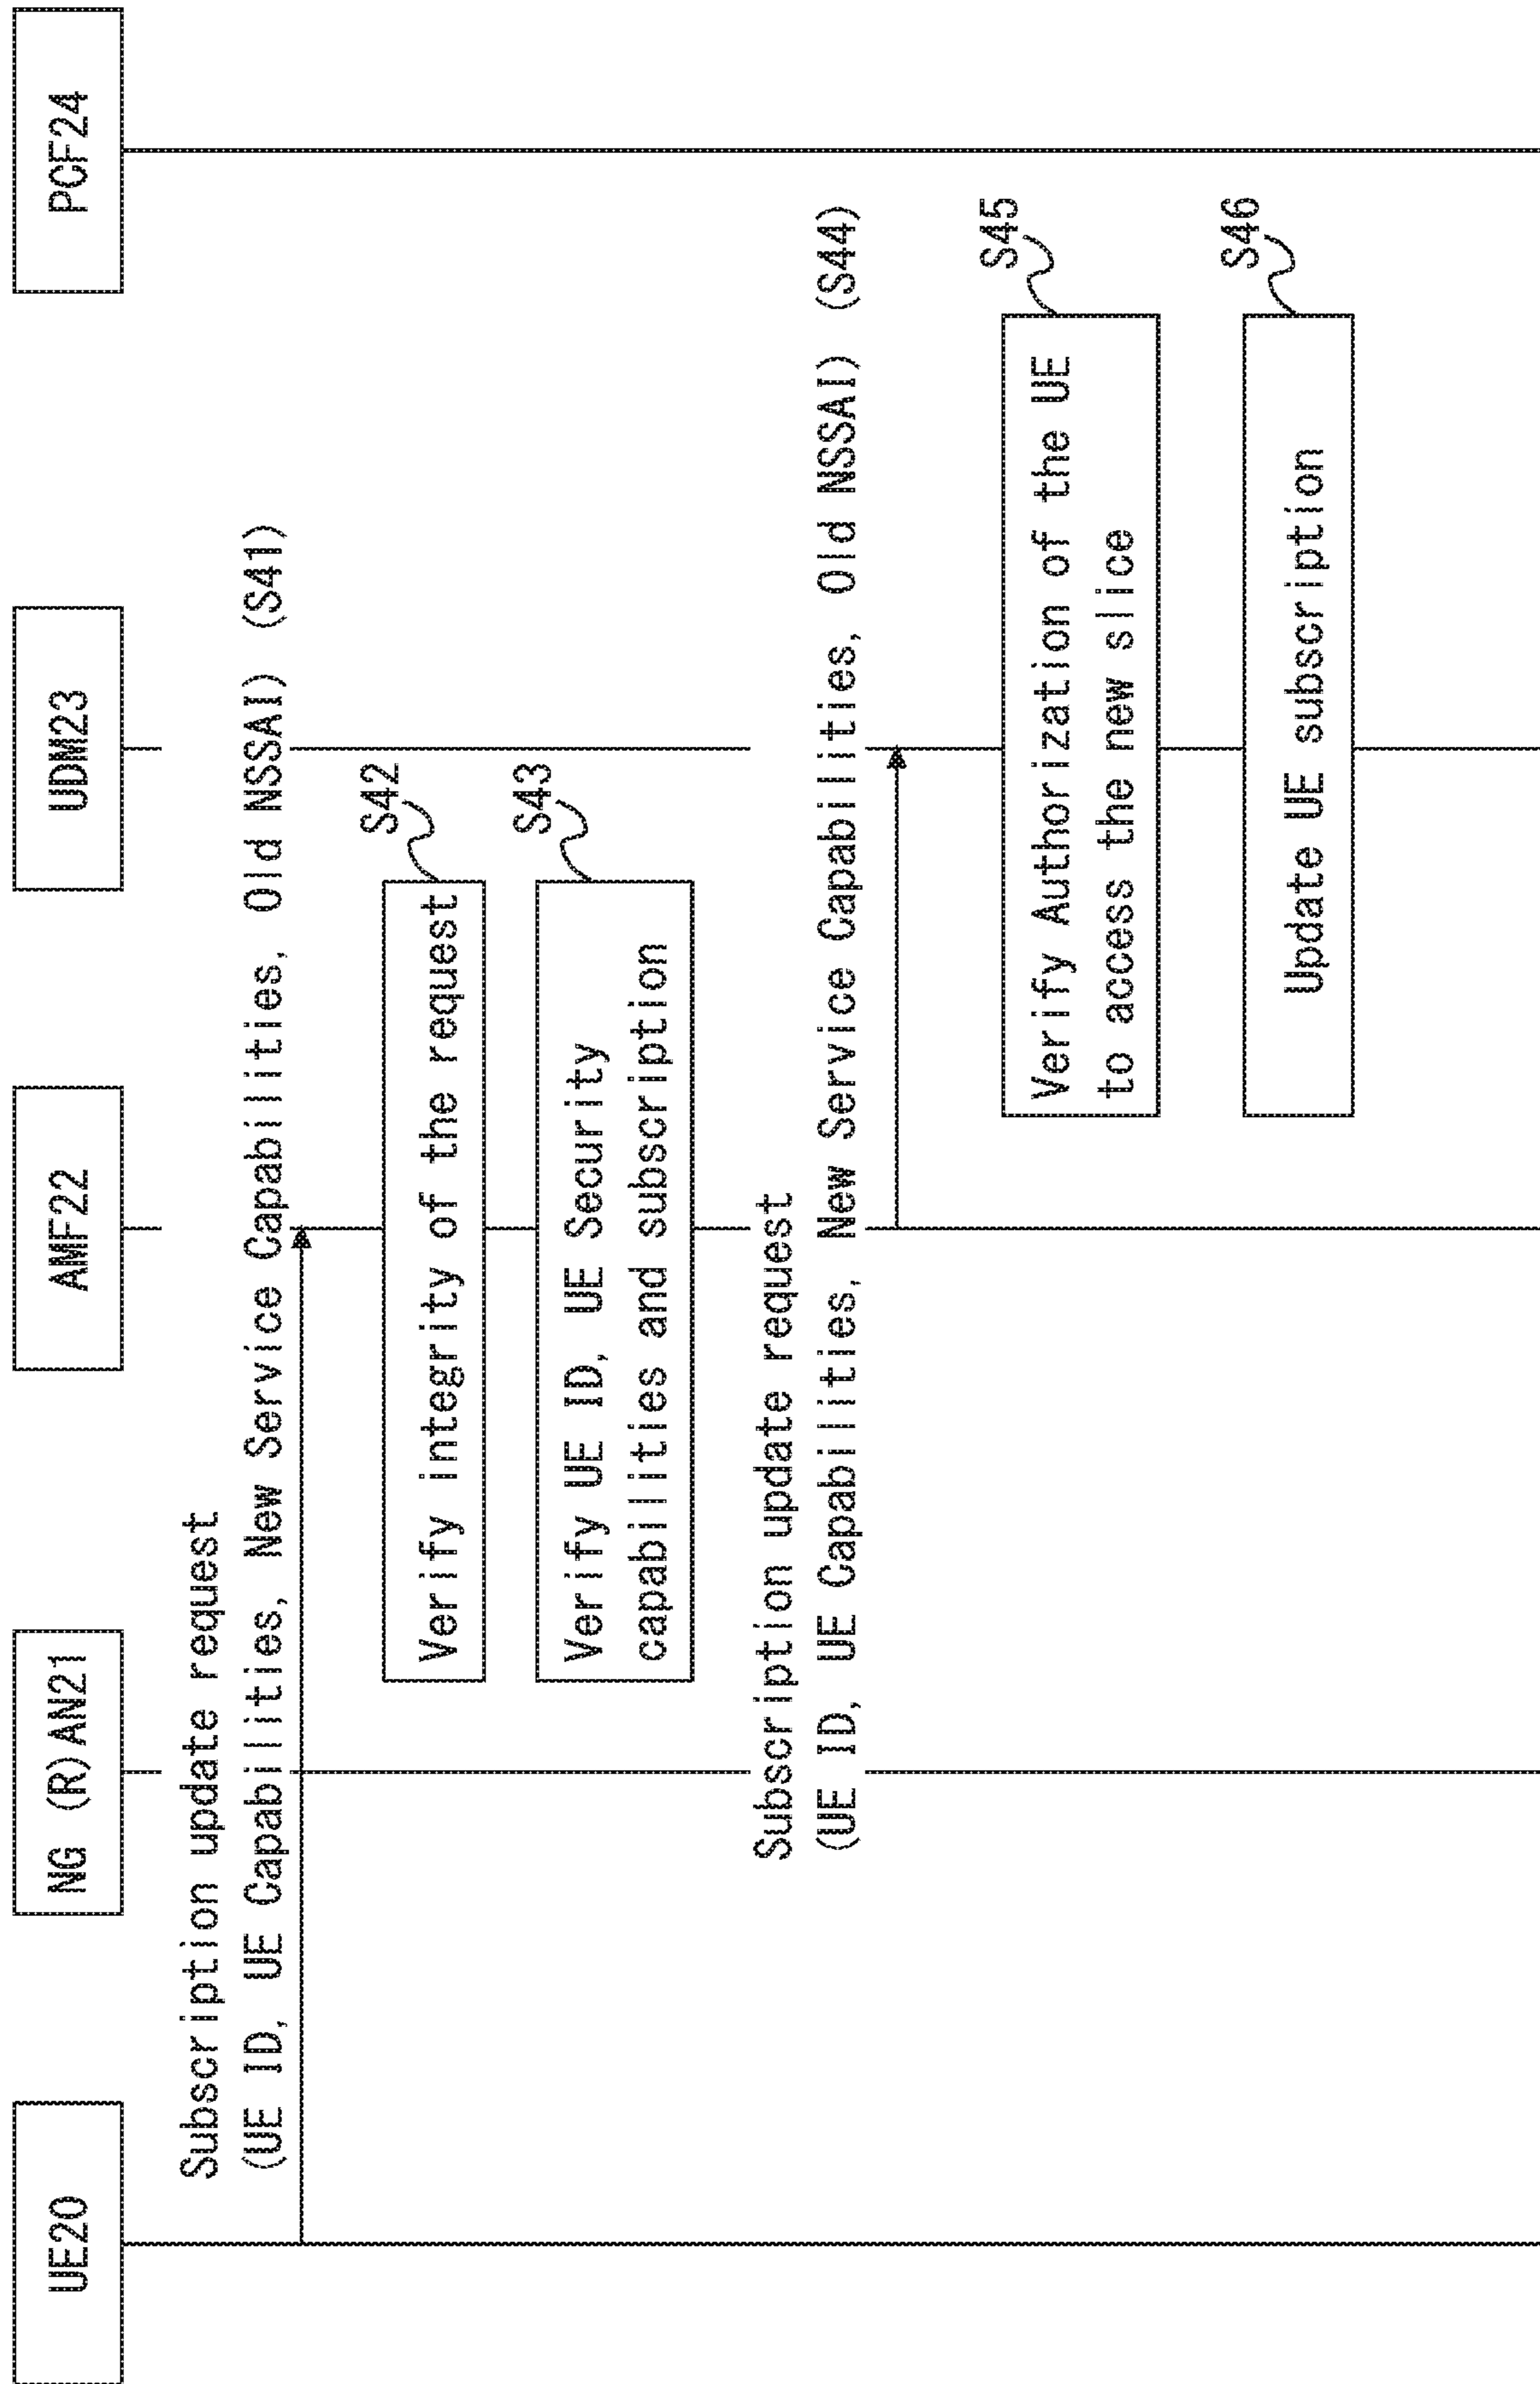 UE20
NG (R)AN21
AMF22
UDM23
PCF24
Subscription update request
(UE ID, UE Capabilities, New Service Capabilities, Old NSSAI) (S41)
Verify integrity of the request
S42
Verify UE ID, UE Security
capabilities and subscription
S43
Subscription update request
(UE ID, UE Capabilities, New Service Capabilities, Old NSSAI) (S44)
Verify Authorization of the UE
to access the new slice
S45
Update UE subscription
S46